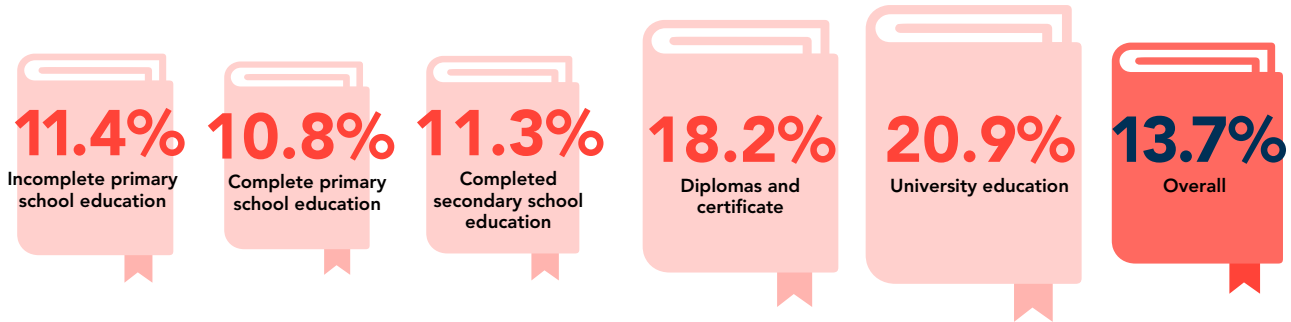 11.4%
Incomplete primary
school education
10.8%
Complete primary
school education
11.3%
Completed
secondary school
education
18.2%
Diplomas and
certificate
20.9%
University education
13.7%
Overall